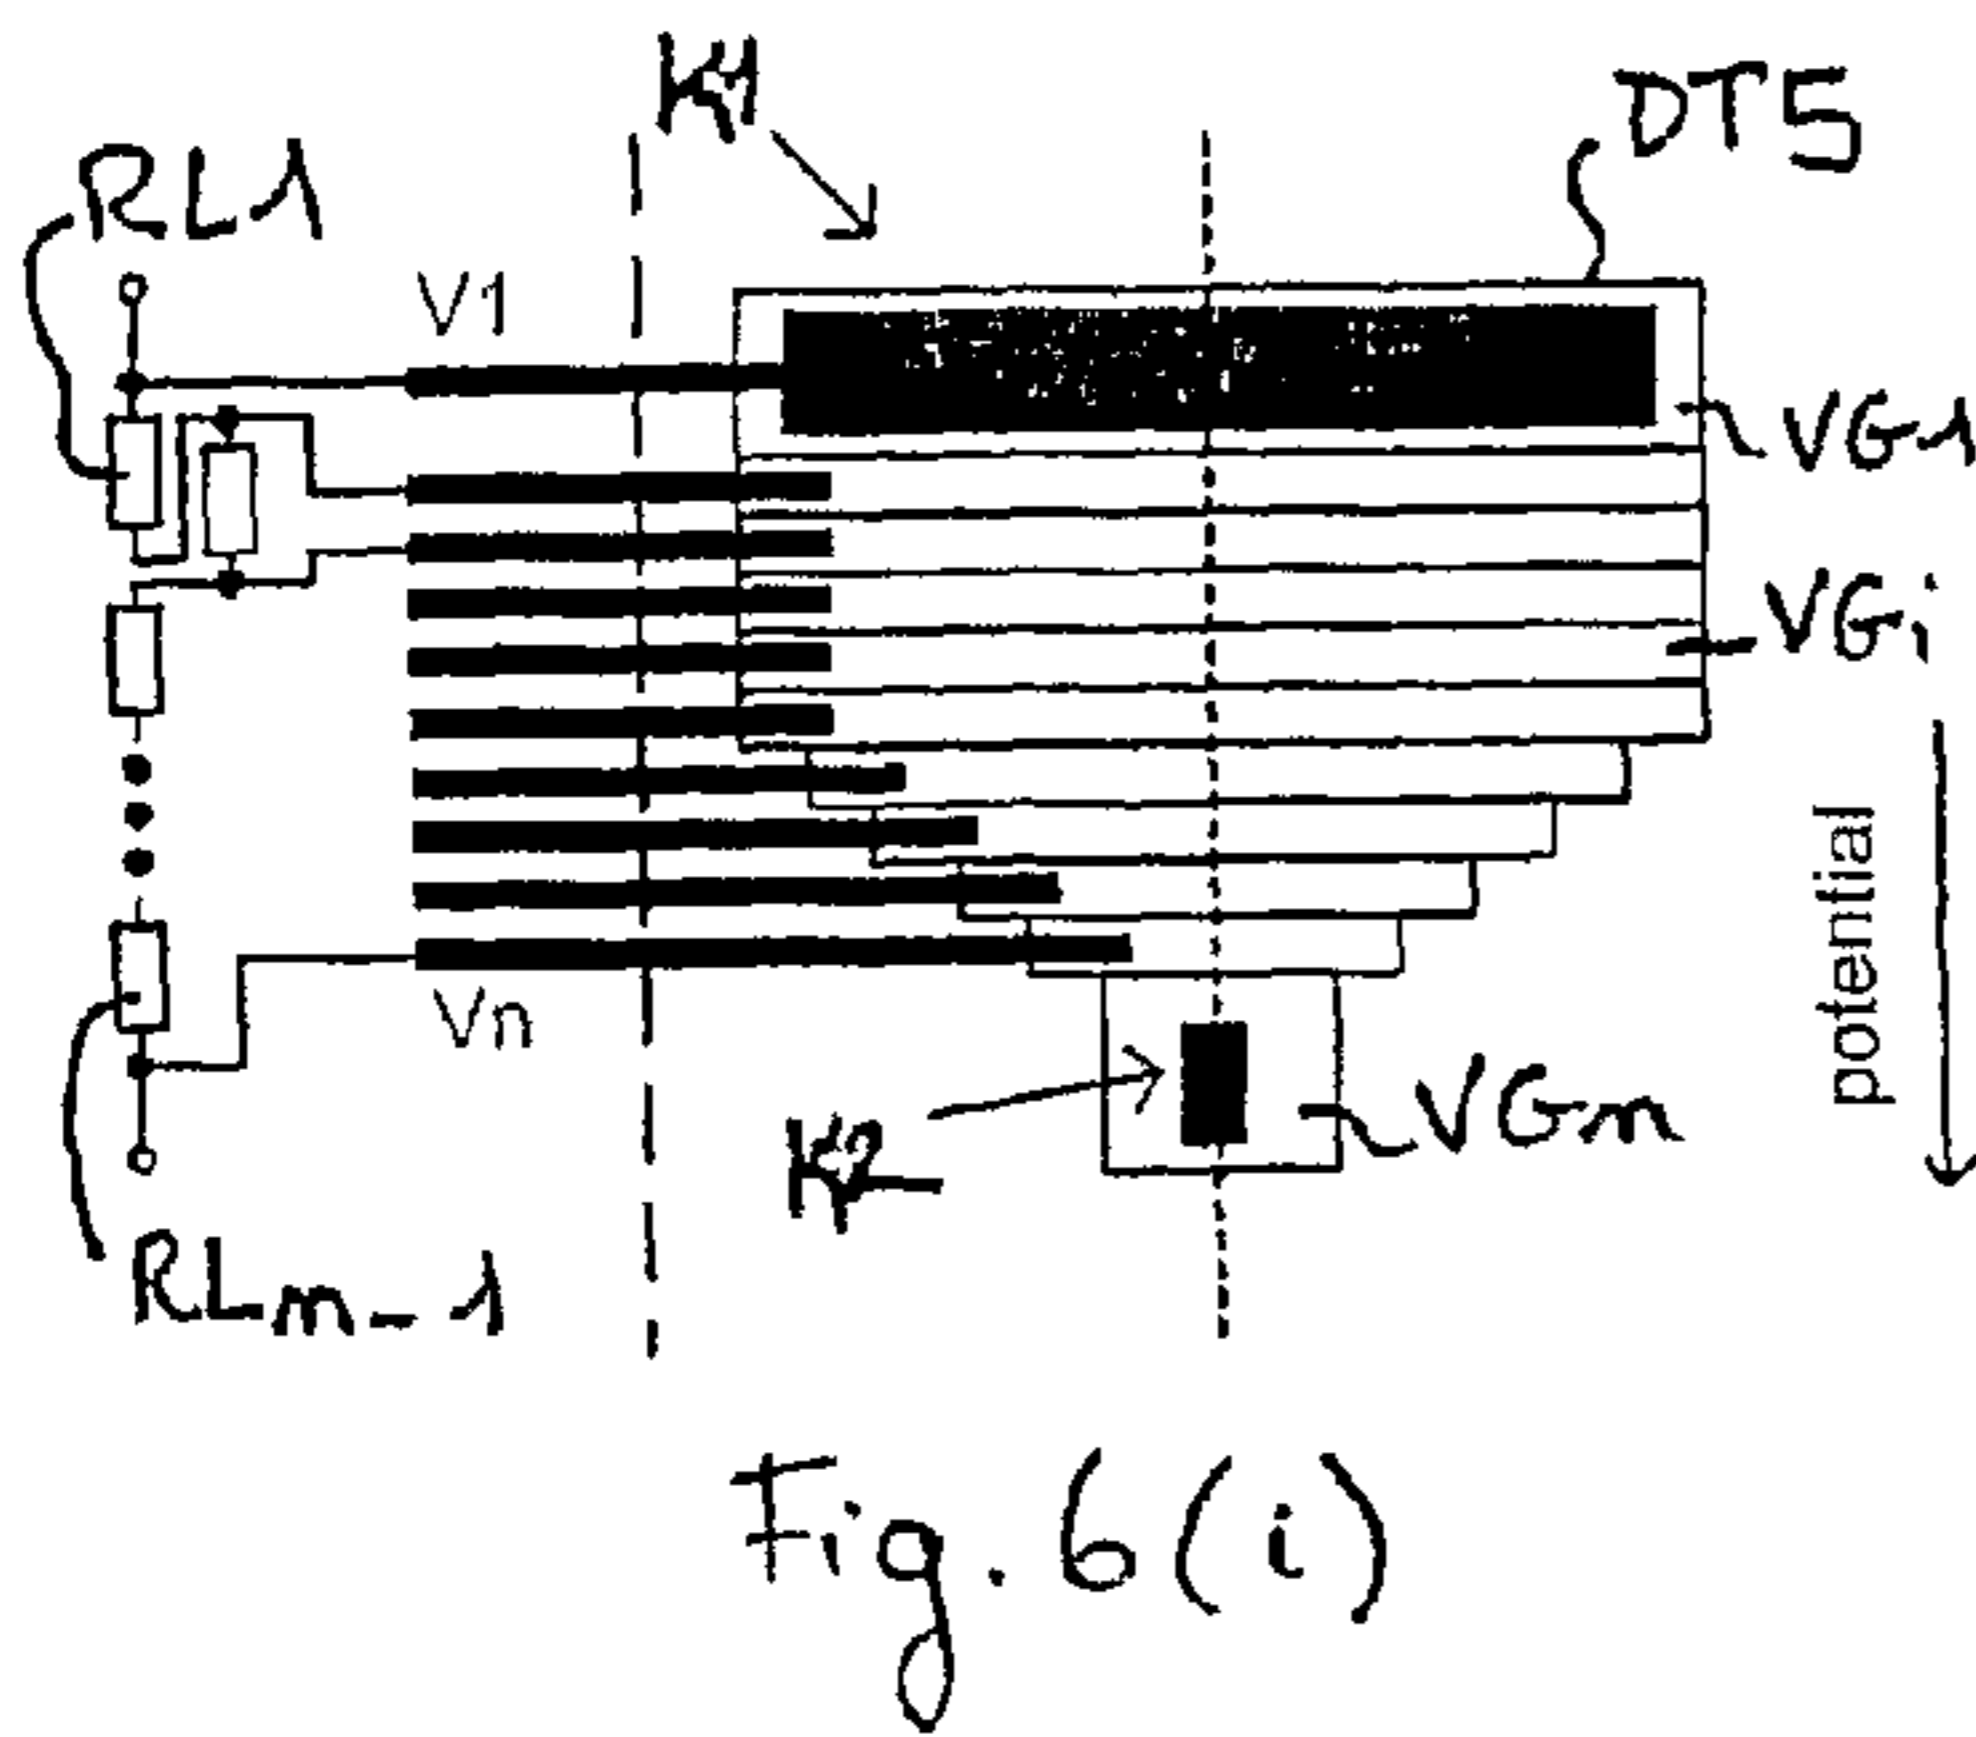 K1
DT5
RL1
V1
VG1
VGi
potential
Vn
K2
VGm
RLm-1
Fig. 6(i)